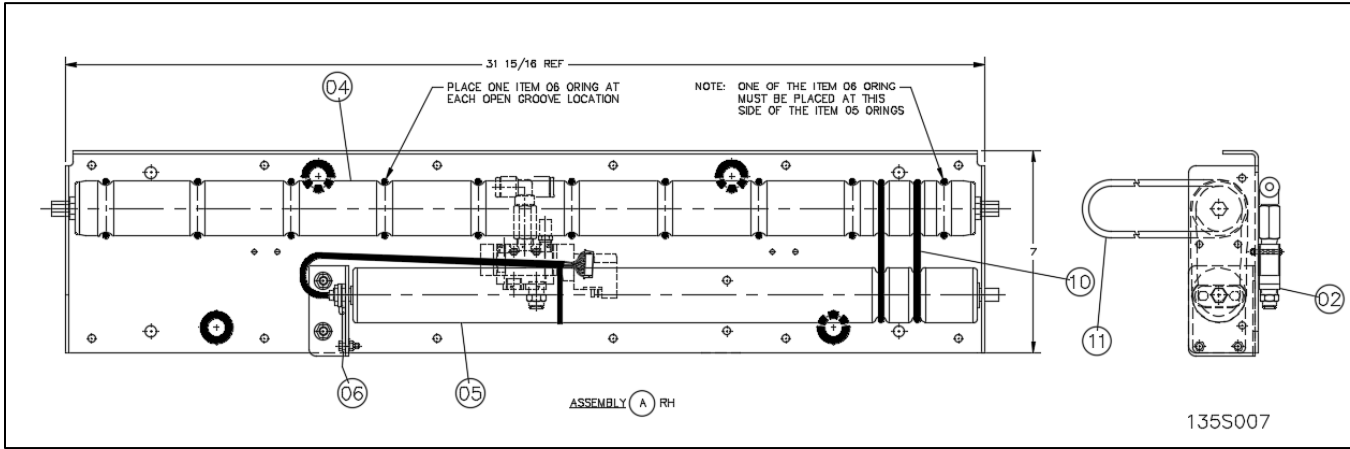 31 15/16 REF
04
PLACE ONE ITEM 06 ORING AT
EACH OPEN GROOVE LOCATION
NOTE: ONE OF THE ITEM 06 ORING
MUST BE PLACED AT THIS
SIDE OF THE ITEM 05 ORINGS
7
10
11
02
06
05
ASSEMBLY A RH
135S007